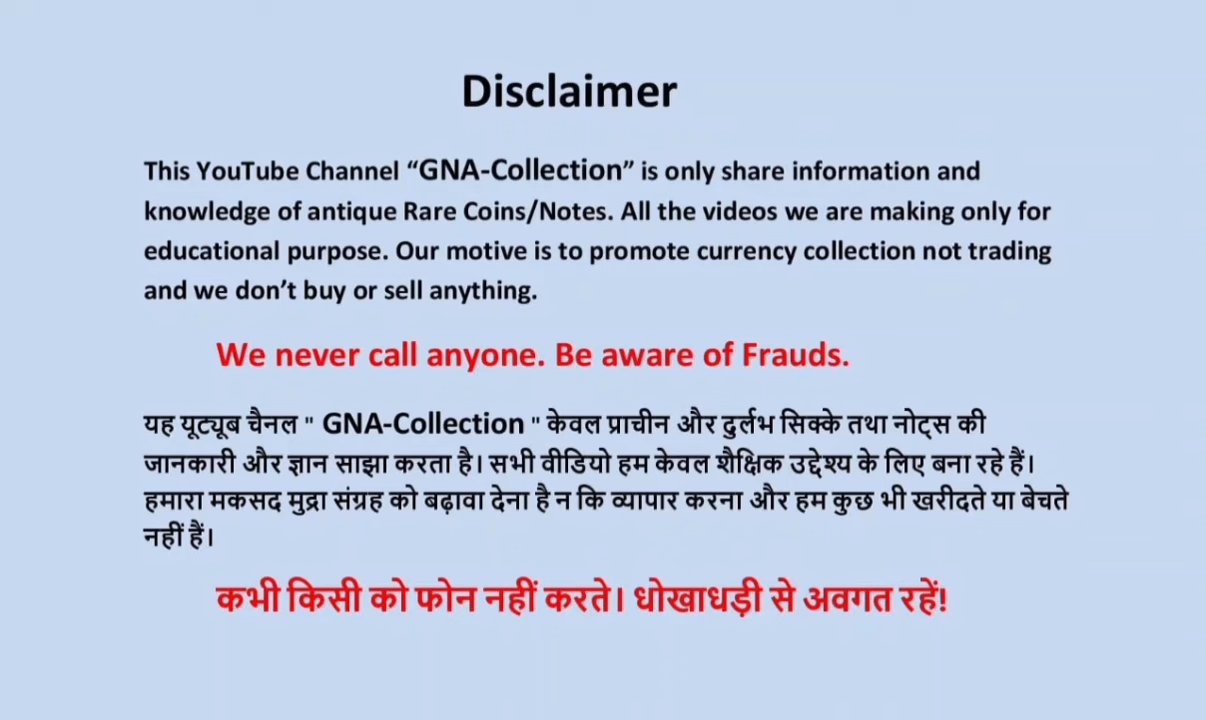 Disclaimer
This YouTube Channel “GNA-Collection” is only share information and
knowledge of antique Rare Coins/Notes. All the videos we are making only for
educational purpose. Our motive is to promote currency collection not trading
and we don’t buy or sell anything.
We never call anyone. Be aware of Frauds.
यह यूट्यूब चैनल " GNA-Collection " केवल प्राचीन और दुर्लभ सिक्के तथा नोट्स की
जानकारी और ज्ञान साझा करता है। सभी वीडियो हम केवल शैक्षिक उद्देश्य के लिए बना रहे हैं।
हमारा मकसद मुद्रा संग्रह को बढ़ावा देना है न कि व्यापार करना और हम कुछ भी खरीदते या बेचते
नहीं हैं।
कभी किसी को फोन नहीं करते। धोखाधड़ी से अवगत रहें!